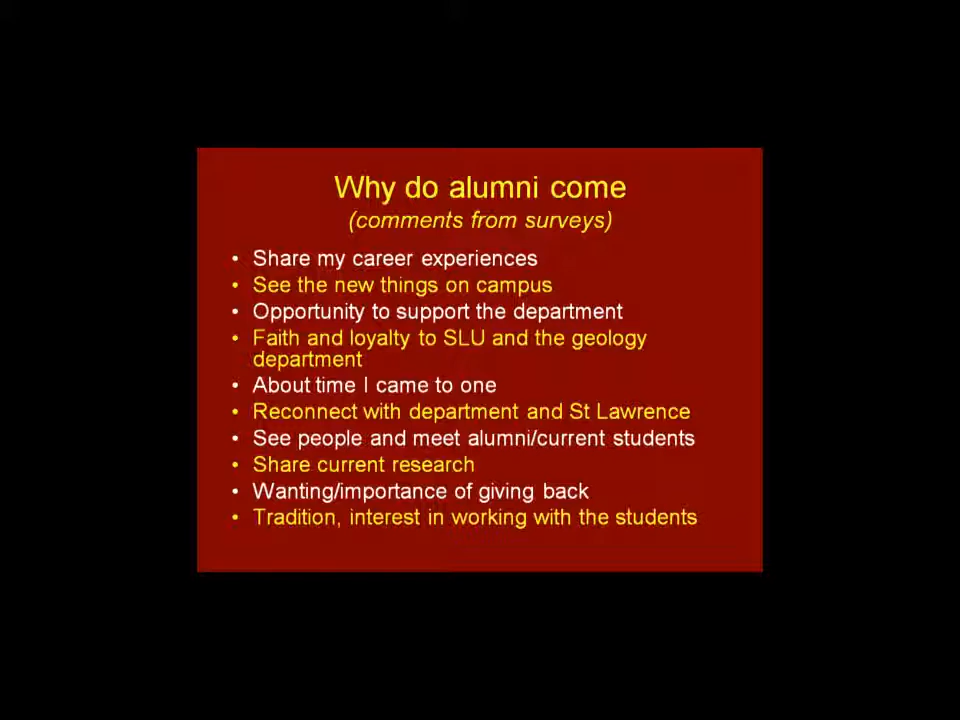 Why do alumni come
(comments from surveys)
• Share my career experiences
• See the new things on campus
• Opportunity to support the department
• Faith and loyalty to SLU and the geology
department
• About time I came to one
• Reconnect with department and St Lawrence
• See people and meet alumni/current students
• Share current research
• Wanting/importance of giving back
• Tradition, interest in working with the students